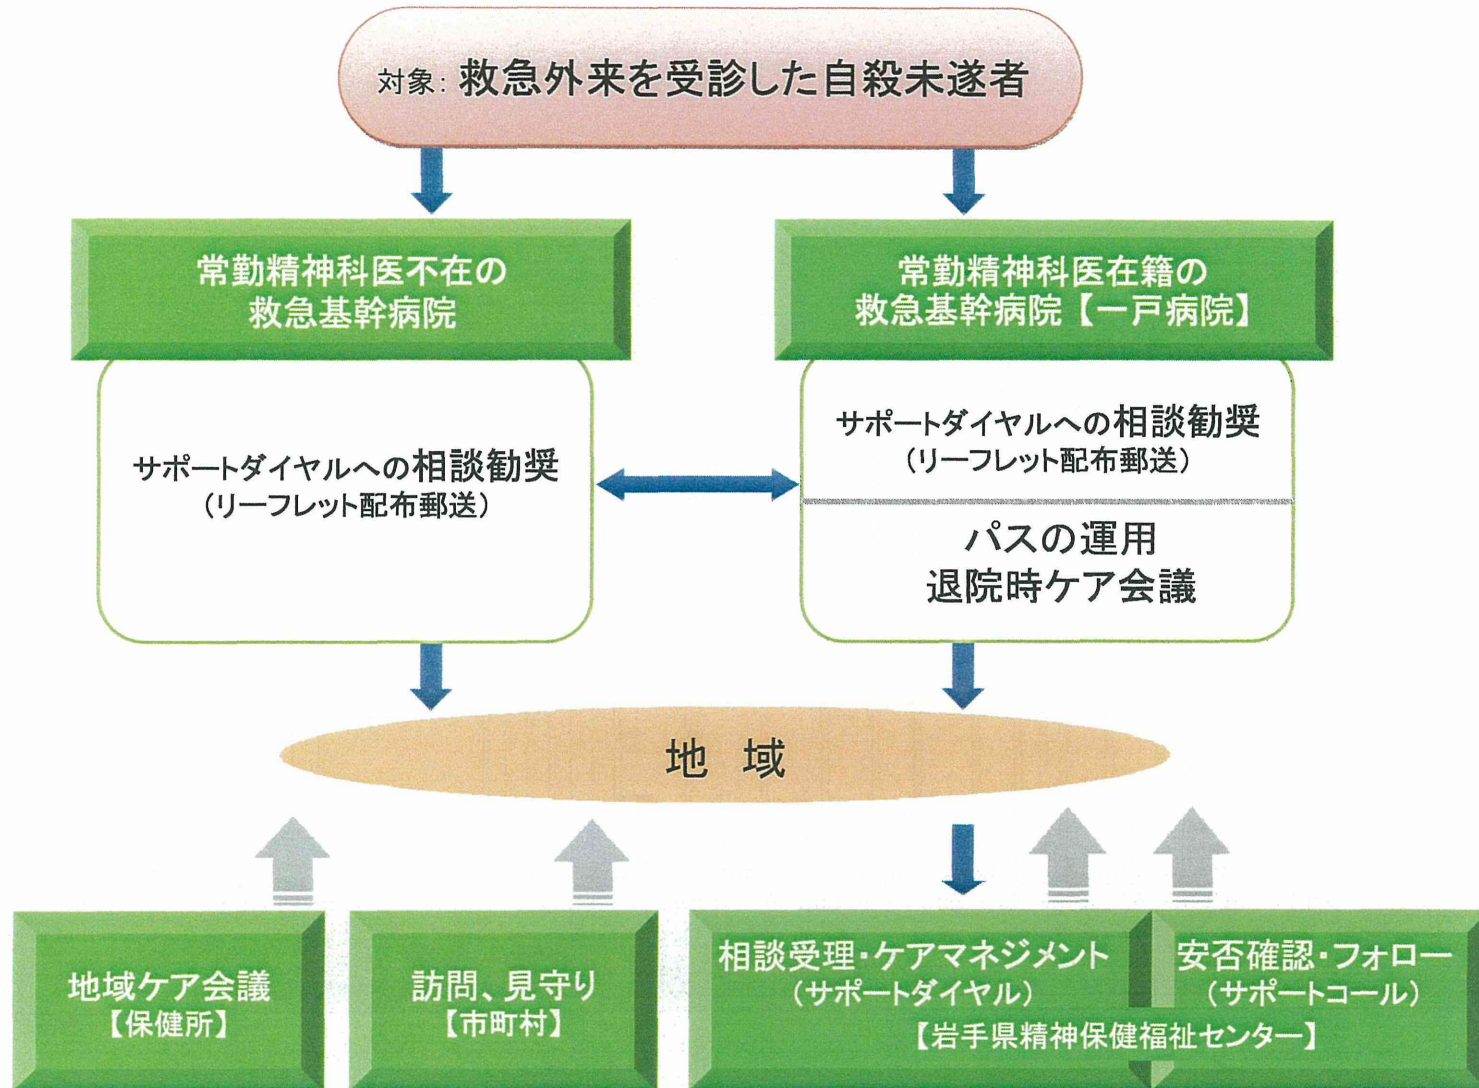 対象: 救急外来を受診した自殺未遂者
常勤精神科医不在の
救急基幹病院
サポートダイヤルへの相談勧奨
(リーフレット配布郵送)
常勤精神科医在籍の
救急基幹病院【一戸病院】
サポートダイヤルへの相談勧奨
(リーフレット配布郵送)
パスの運用
退院時ケア会議
地 域
地域ケア会議
【保健所】
訪問、見守り
【市町村】
相談受理・ケアマネジメント
(サポートダイヤル)
安否確認・フォロー
(サポートコール)
【岩手県精神保健福祉センター】